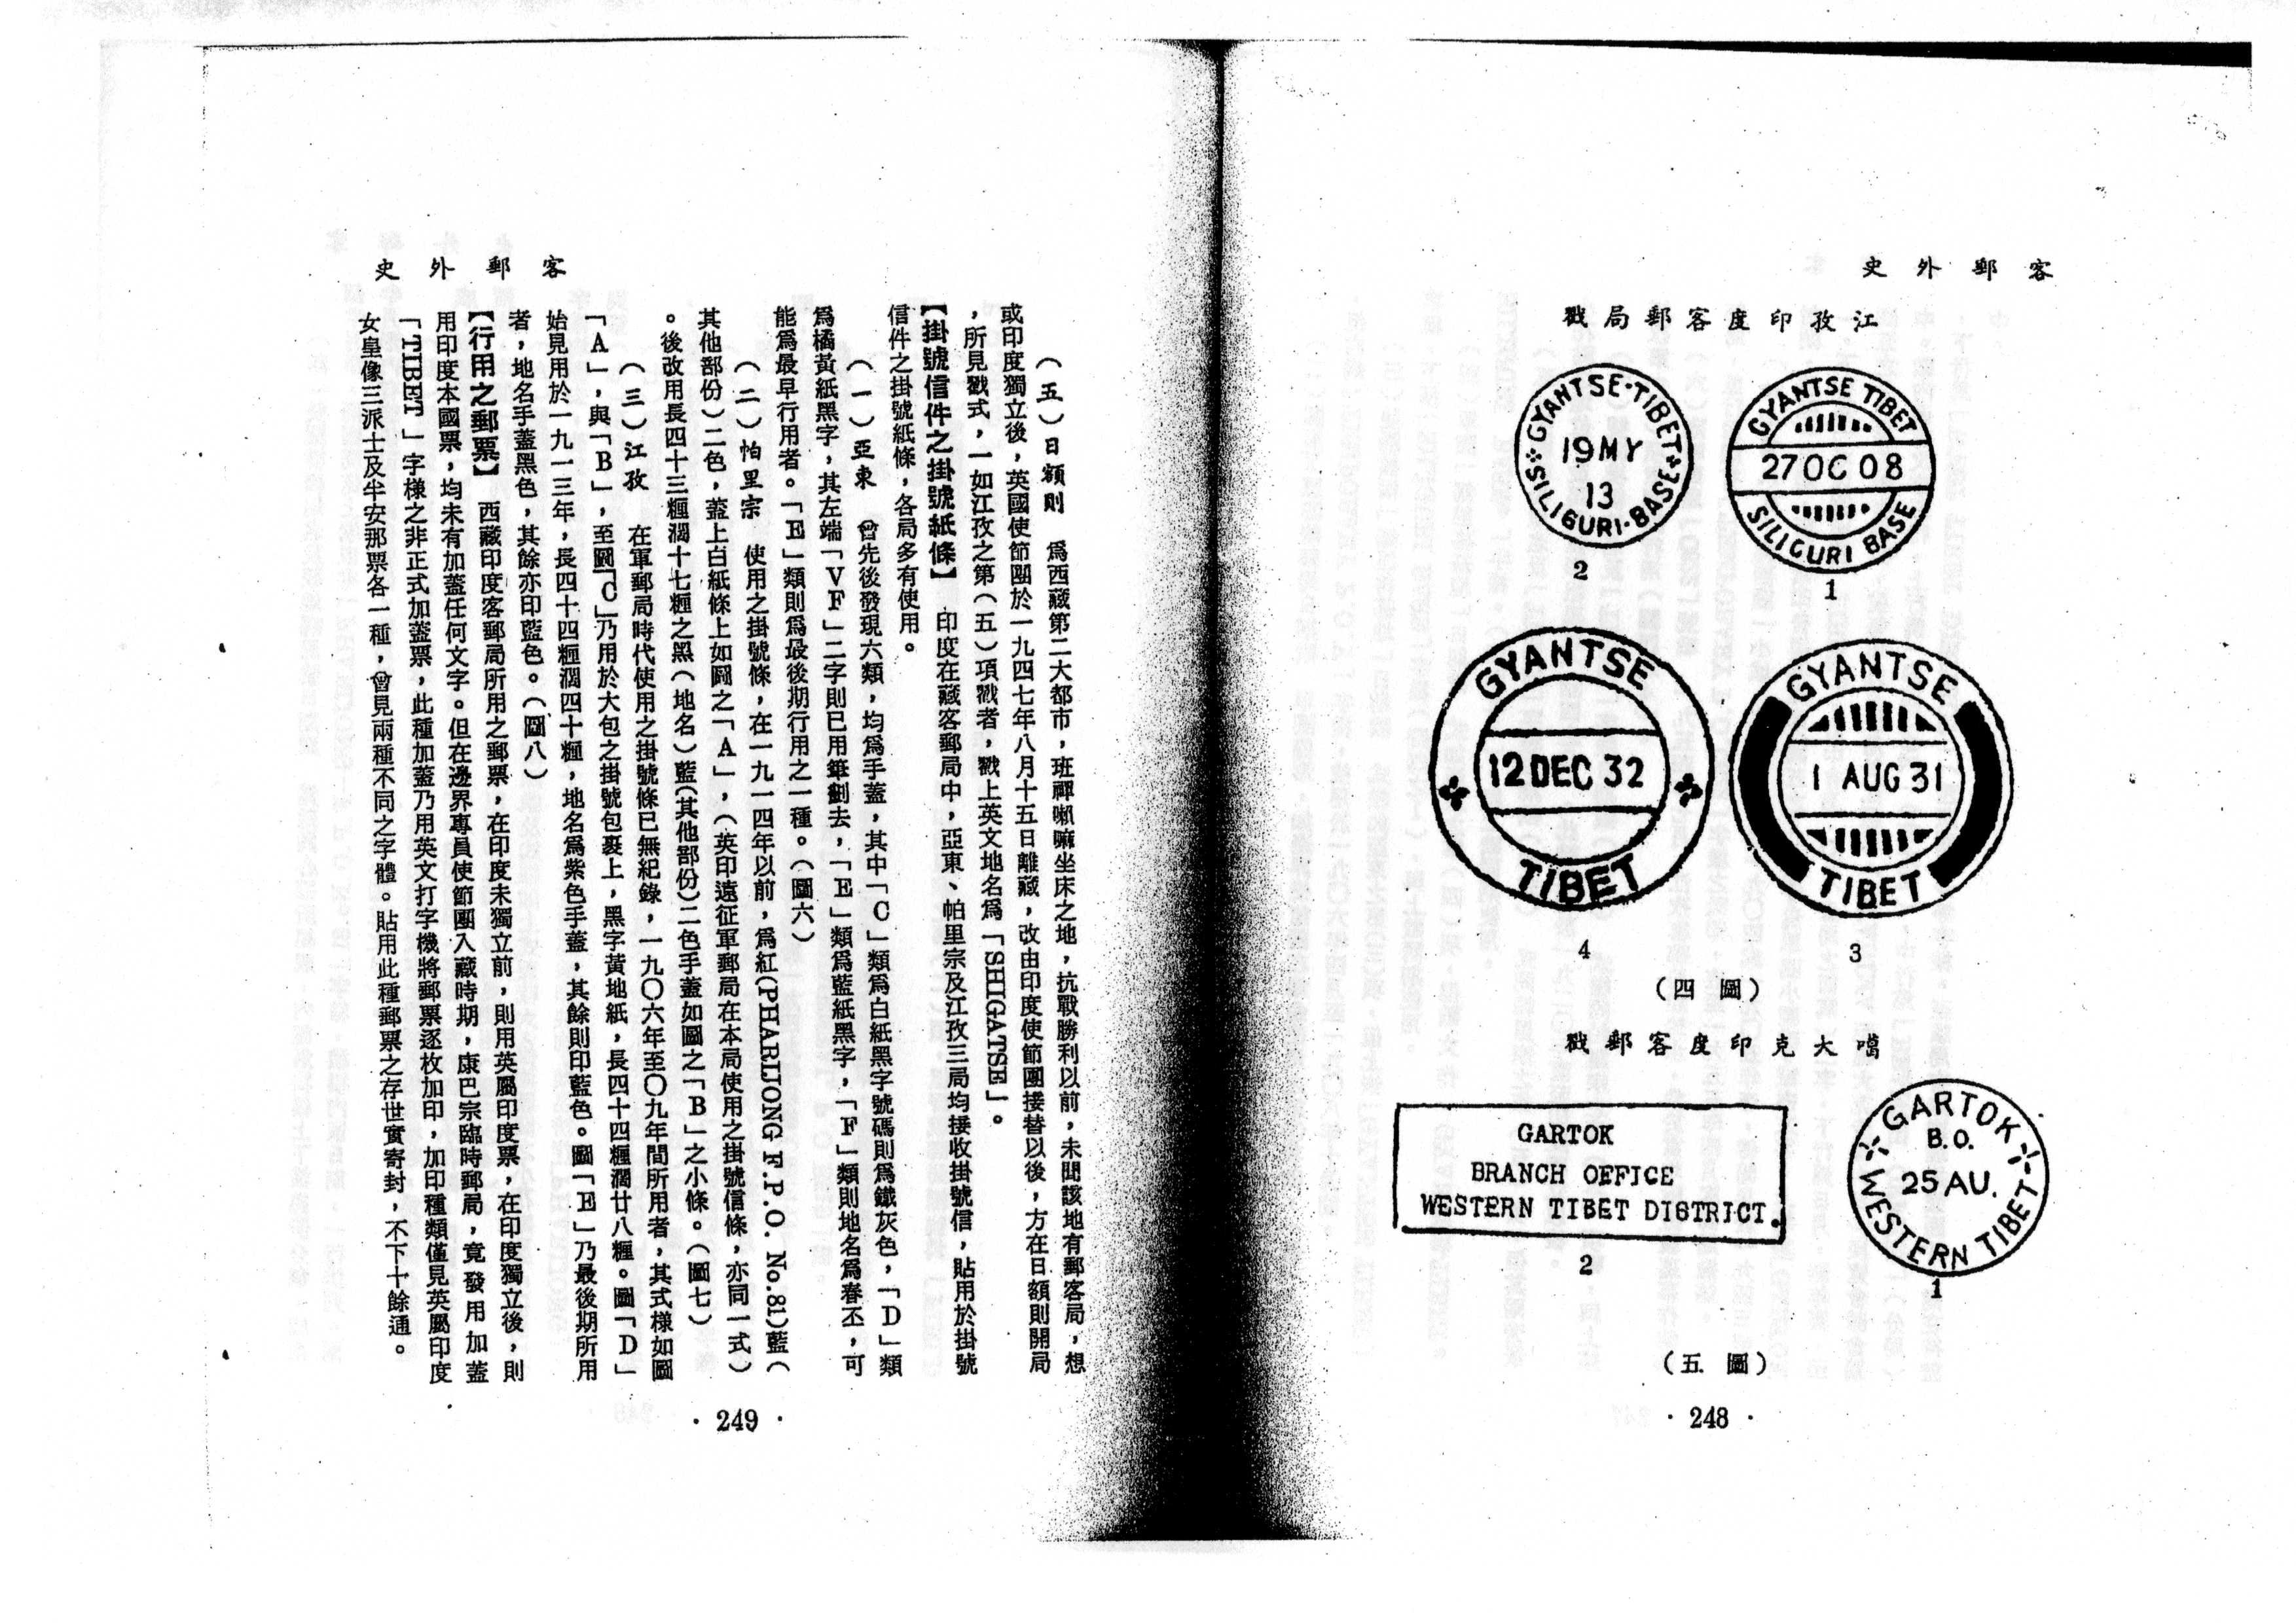 客郵外史
江孜印度客郵局戳
GYANTSE TIBET
27 OC 08
SILIGURI BASE
1
GYANTSE·TIBET
19 MY
13
SILIGURI-BASE
2
GYANTSE
1 AUG 31
TIBET
3
GYANTSE
12 DEC 32
TIBET
4
（圖四）
噶大克印度客郵戳
GARTOK
B.O.
25 AU.
WESTERN TIBET
1
GARTOK
BRANCH OEFICE
WESTERN TIBET DISTRICT.
2
（圖五）
· 248 ·
客郵外史
（五）日額則　爲西藏第二大都市，班禪喇嘛坐床之地，抗戰勝利以前，未聞該地有郵客局，想
或印度獨立後，英國使節團於一九四七年八月十五日離藏，改由印度使節團接替以後，方在日額則開局
，所見戳式，一如江孜之第（五）項戳者，戳上英文地名爲「SHIGATSE」。
【掛號信件之掛號紙條】　印度在藏客郵局中，亞東、帕里宗及江孜三局均接收掛號信，貼用於掛號
信件之掛號紙條，各局多有使用。
（一）亞東　曾先後發現六類，均爲手蓋，其中「C」類爲白紙黑字號碼則爲鐵灰色，「D」類
爲橘黃紙黑字，其左端「VF」二字則已用筆劃去，「E」類爲藍紙黑字，「F」類則地名爲春丕，可
能爲最早行用者。「E」類則爲最後期行用之一種。（圖六）
（二）帕里宗　使用之掛號條，在一九一四年以前，爲紅(PHARIJONG F.P.O. No.81)藍（
其他部份）二色，蓋上白紙條上如圖之「A」，（英印遠征軍郵局在本局使用之掛號信條，亦同一式）
。後改用長四十三糎濶十七糎之黑（地名）藍（其他部份）二色手蓋如圖之「B」之小條。（圖七）
（三）江孜　在軍郵局時代使用之掛號條已無紀錄，一九〇六年至〇九年間所用者，其式樣如圖
「A」，與「B」，至圖「C」乃用於大包之掛號包裹上，黑字黃地紙，長四十四糎濶廿八糎。圖「D」
始見用於一九一三年，長四十四糎濶四十糎，地名爲紫色手蓋，其餘則印藍色。圖「E」乃最後期所用
者，地名手蓋黑色，其餘亦印藍色。（圖八）
【行用之郵票】　西藏印度客郵局所用之郵票，在印度未獨立前，則用英屬印度票，在印度獨立後，則
用印度本國票，均未有加蓋任何文字。但在邊界專員使節團入藏時期，康巴宗臨時郵局，竟發用加蓋
「TIBET」字樣之非正式加蓋票，此種加蓋乃用英文打字機將郵票逐枚加印，加印種類僅見英屬印度
女皇像三派士及半安那票各一種，曾見兩種不同之字體。貼用此種郵票之存世實寄封，不下十餘通。
· 249 ·